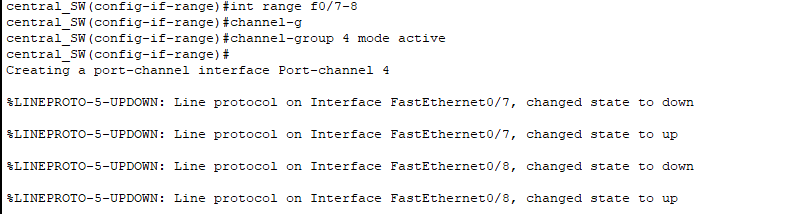 central_SW(config-if-range)#int range f0/7-8
central_SW(config-if-range)#channel-g
central_SW(config-if-range)#channel-group 4 mode active
central_SW(config-if-range)#
Creating a port-channel interface Port-channel 4
%LINEPROTO-5-UPDOWN: Line protocol on Interface FastEthernet0/7, changed state to down
%LINEPROTO-5-UPDOWN: Line protocol on Interface FastEthernet0/7, changed state to up
%LINEPROTO-5-UPDOWN: Line protocol on Interface FastEthernet0/8, changed state to down
%LINEPROTO-5-UPDOWN: Line protocol on Interface FastEthernet0/8, changed state to up